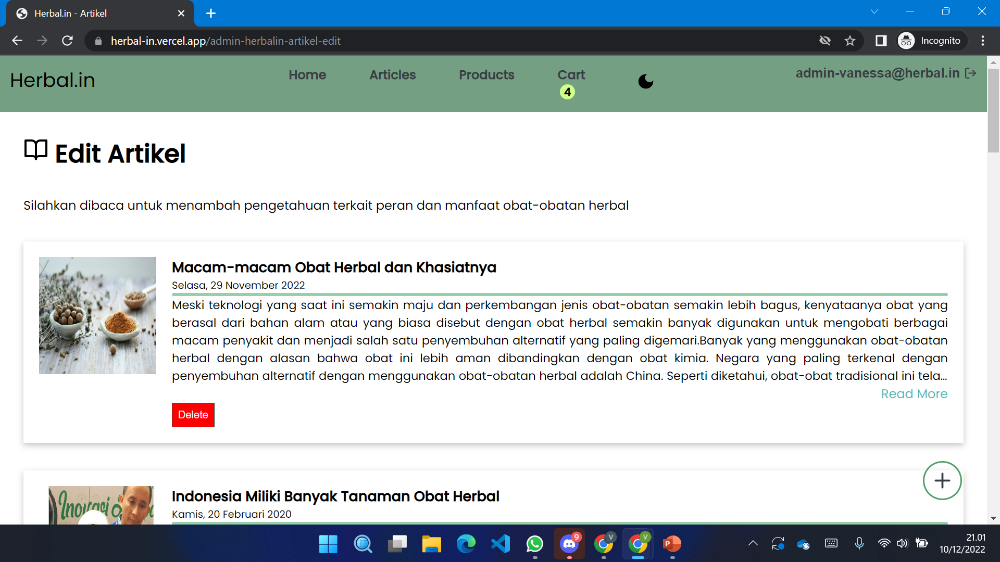 Herbal.in - Artikel
herbal-in.vercel.app/admin-herbalin-artikel-edit
Incognito
Herbal.in
Home
Articles
Products
Cart
4
admin-vanessa@herbal.in
Edit Artikel
Silahkan dibaca untuk menambah pengetahuan terkait peran dan manfaat obat-obatan herbal
Macam-macam Obat Herbal dan Khasiatnya
Selasa, 29 November 2022
Meski teknologi yang saat ini semakin maju dan perkembangan jenis obat-obatan semakin lebih bagus, kenyataanya obat yang
berasal dari bahan alam atau yang biasa disebut dengan obat herbal semakin banyak digunakan untuk mengobati berbagai
macam penyakit dan menjadi salah satu penyembuhan alternatif yang paling digemari.Banyak yang menggunakan obat-obatan
herbal dengan alasan bahwa obat ini lebih aman dibandingkan dengan obat kimia. Negara yang paling terkenal dengan
penyembuhan alternatif dengan menggunakan obat-obatan herbal adalah China. Seperti diketahui, obat-obat tradisional ini tela...
Read More
Delete
Inovasi
Indonesia Miliki Banyak Tanaman Obat Herbal
Kamis, 20 Februari 2020
9
V
V
P
21.01
10/12/2022